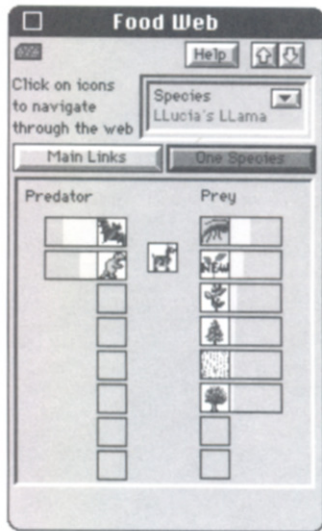 Food Web
Help
Click on icons
to navigate
through the web
Species
LLucia's LLama
Main Links
One Species
Predator
Prey
NEW